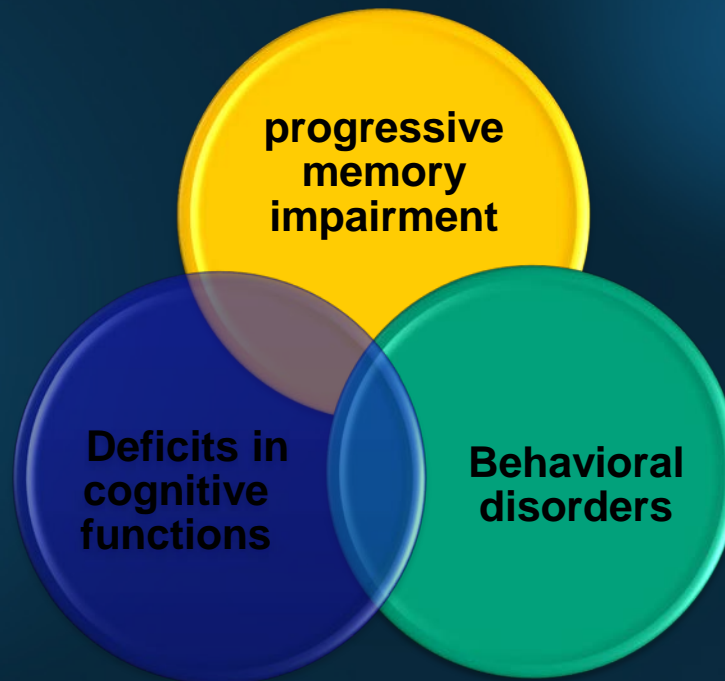 progressive
memory
impairment
Deficits in
cognitive
functions
Behavioral
disorders